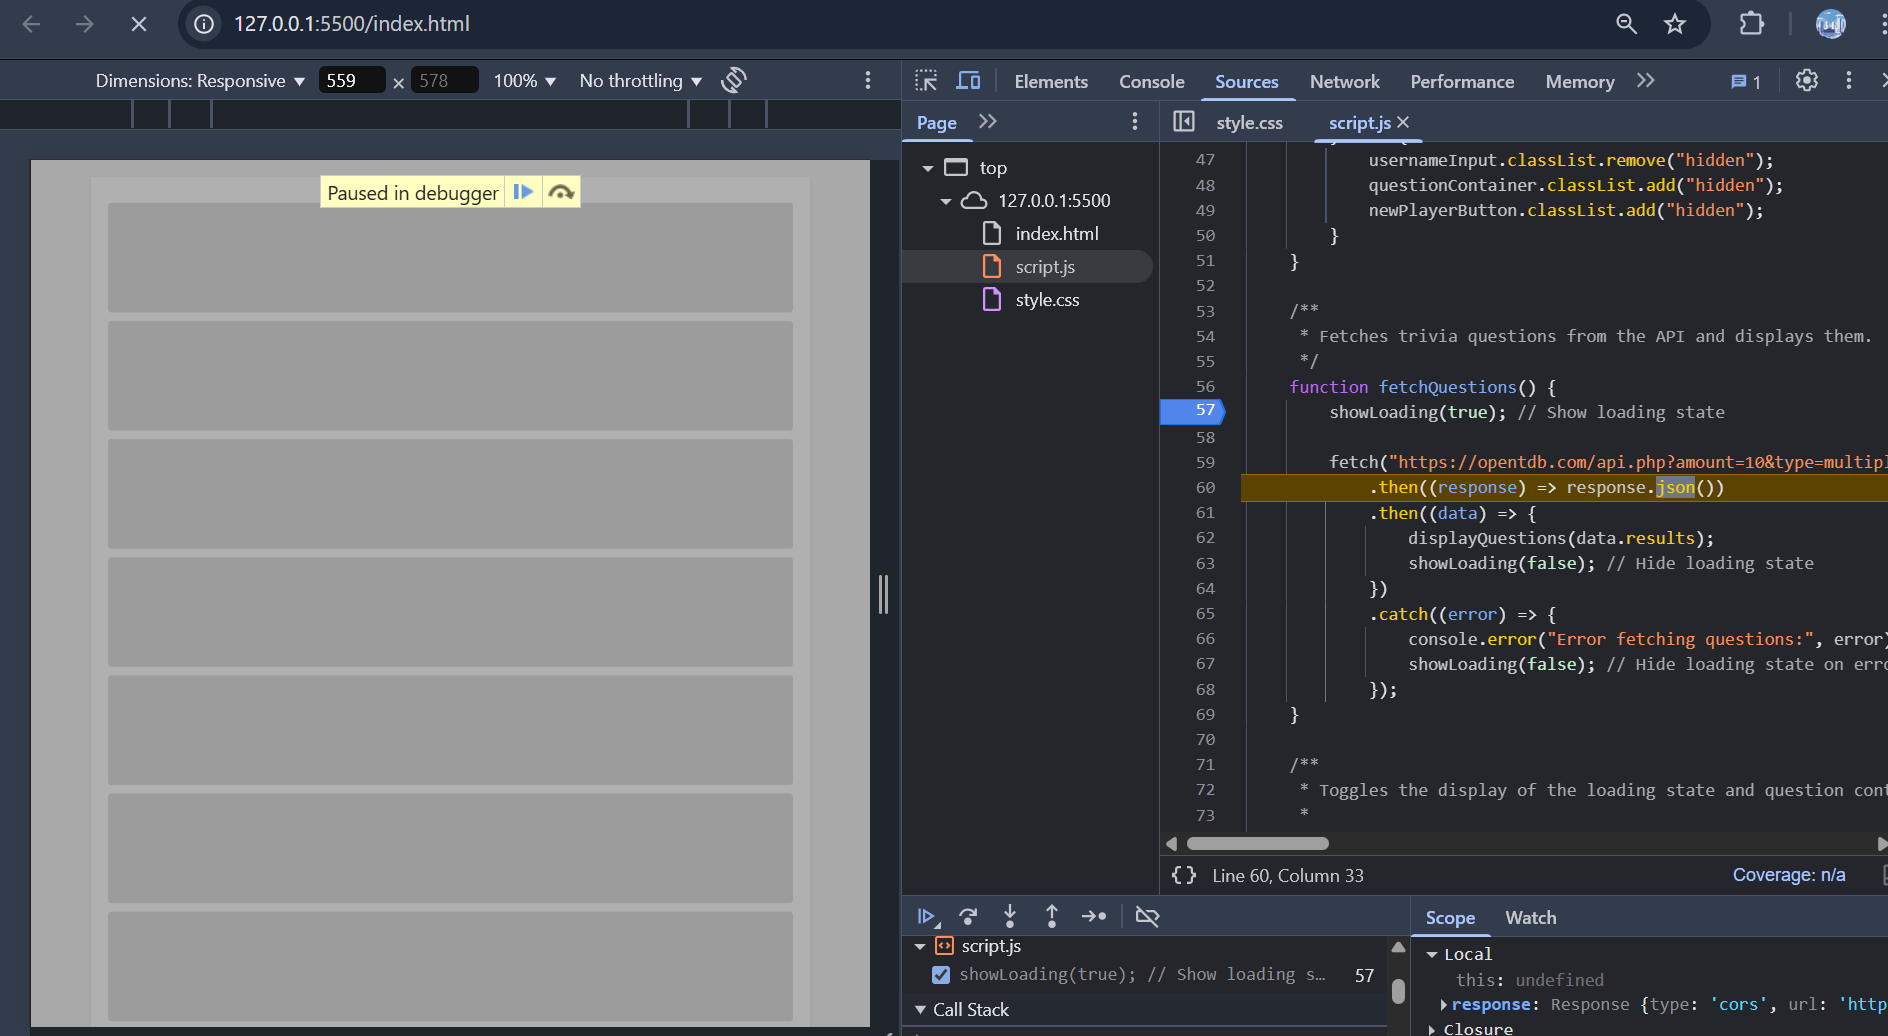 127.0.0.1:5500/index.html
Dimensions: Responsive 559 × 578 100% No throttling
Elements Console Sources Network Performance Memory 1
Page
style.css script.js
top
127.0.0.1:5500
index.html
script.js
style.css
Paused in debugger
47 usernameInput.classList.remove("hidden");
48 questionContainer.classList.add("hidden");
49 newPlayerButton.classList.add("hidden");
50 }
51 }
52
53 /**
54 * Fetches trivia questions from the API and displays them.
55 */
56 function fetchQuestions() {
57 showLoading(true); // Show loading state
58
59 fetch("https://opentdb.com/api.php?amount=10&type=multipl
60 .then((response) => response.json())
61 .then((data) => {
62 displayQuestions(data.results);
63 showLoading(false); // Hide loading state
64 })
65 .catch((error) => {
66 console.error("Error fetching questions:", error)
67 showLoading(false); // Hide loading state on erro
68 });
69 }
70
71 /**
72 * Toggles the display of the loading state and question cont
73 *
{} Line 60, Column 33 Coverage: n/a
script.js
showLoading(true); // Show loading s… 57
Call Stack
Scope Watch
Local
this: undefined
response: Response {type: 'cors', url: 'http
Closure